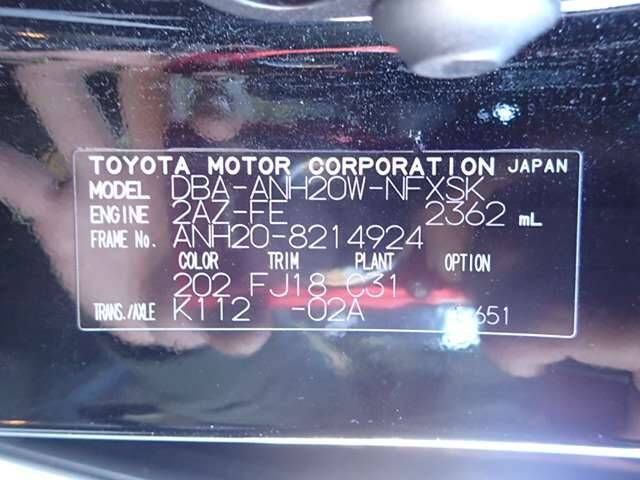 TOYOTA MOTOR CORPORATION JAPAN
MODEL DBA-ANH20W-NFXSK
ENGINE 2AZ-FE 2362 mL
FRAME No. ANH20-8214924
COLOR TRIM PLANT OPTION
202 FJ18 C31
TRANS./AXLE K112 -02A